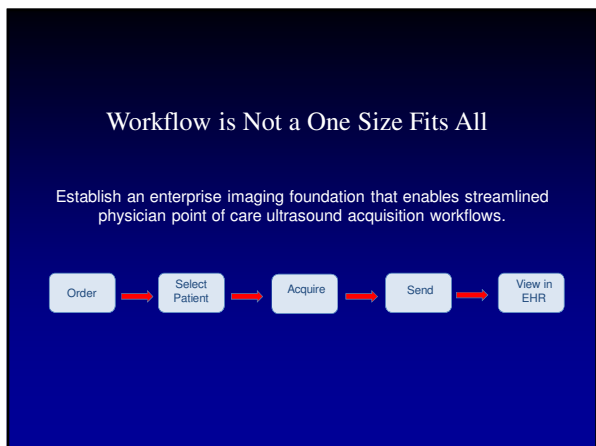 Workflow is Not a One Size Fits All
Establish an enterprise imaging foundation that enables streamlined
physician point of care ultrasound acquisition workflows.
Order
Select
Patient
Acquire
Send
View in
EHR